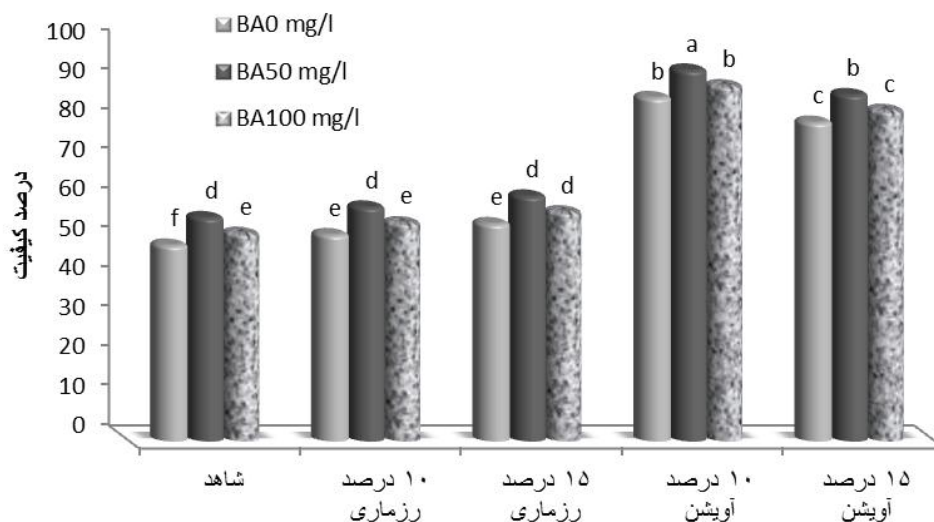 BA0 mg/l
BA50 mg/l
BA100 mg/l
درصد کیفیت
100
90
80
70
60
50
40
30
20
10
0
f d e
e d e
e d d
b a b
c b c
شاهد
۱۰ درصد
رزماری
۱۵ درصد
رزماری
۱۰ درصد
آویشن
۱۵ درصد
آویشن